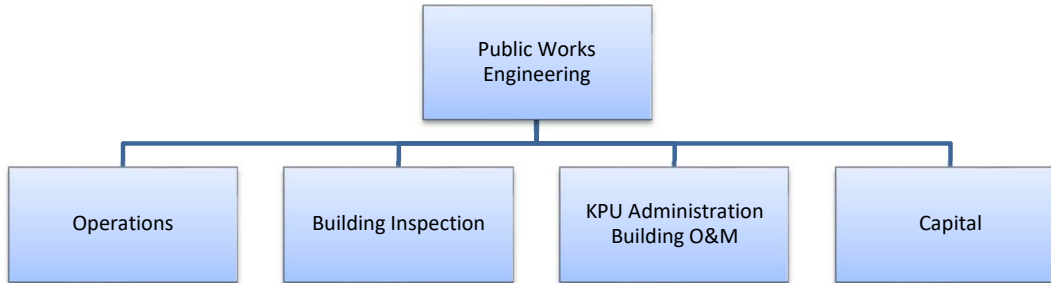 Public Works
Engineering
Operations
Building Inspection
KPU Administration
Building O&M
Capital